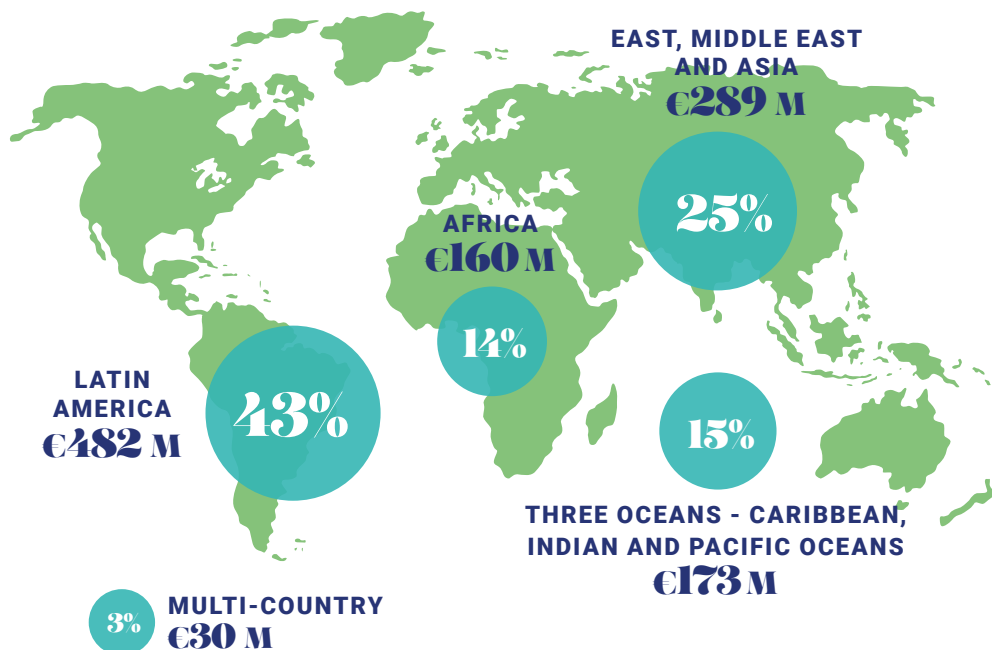 EAST, MIDDLE EAST
AND ASIA
€289 M
25%
AFRICA
€160 M
14%
LATIN
AMERICA
€482 M
43%
15%
THREE OCEANS - CARIBBEAN,
INDIAN AND PACIFIC OCEANS
€173 M
3%
MULTI-COUNTRY
€30 M